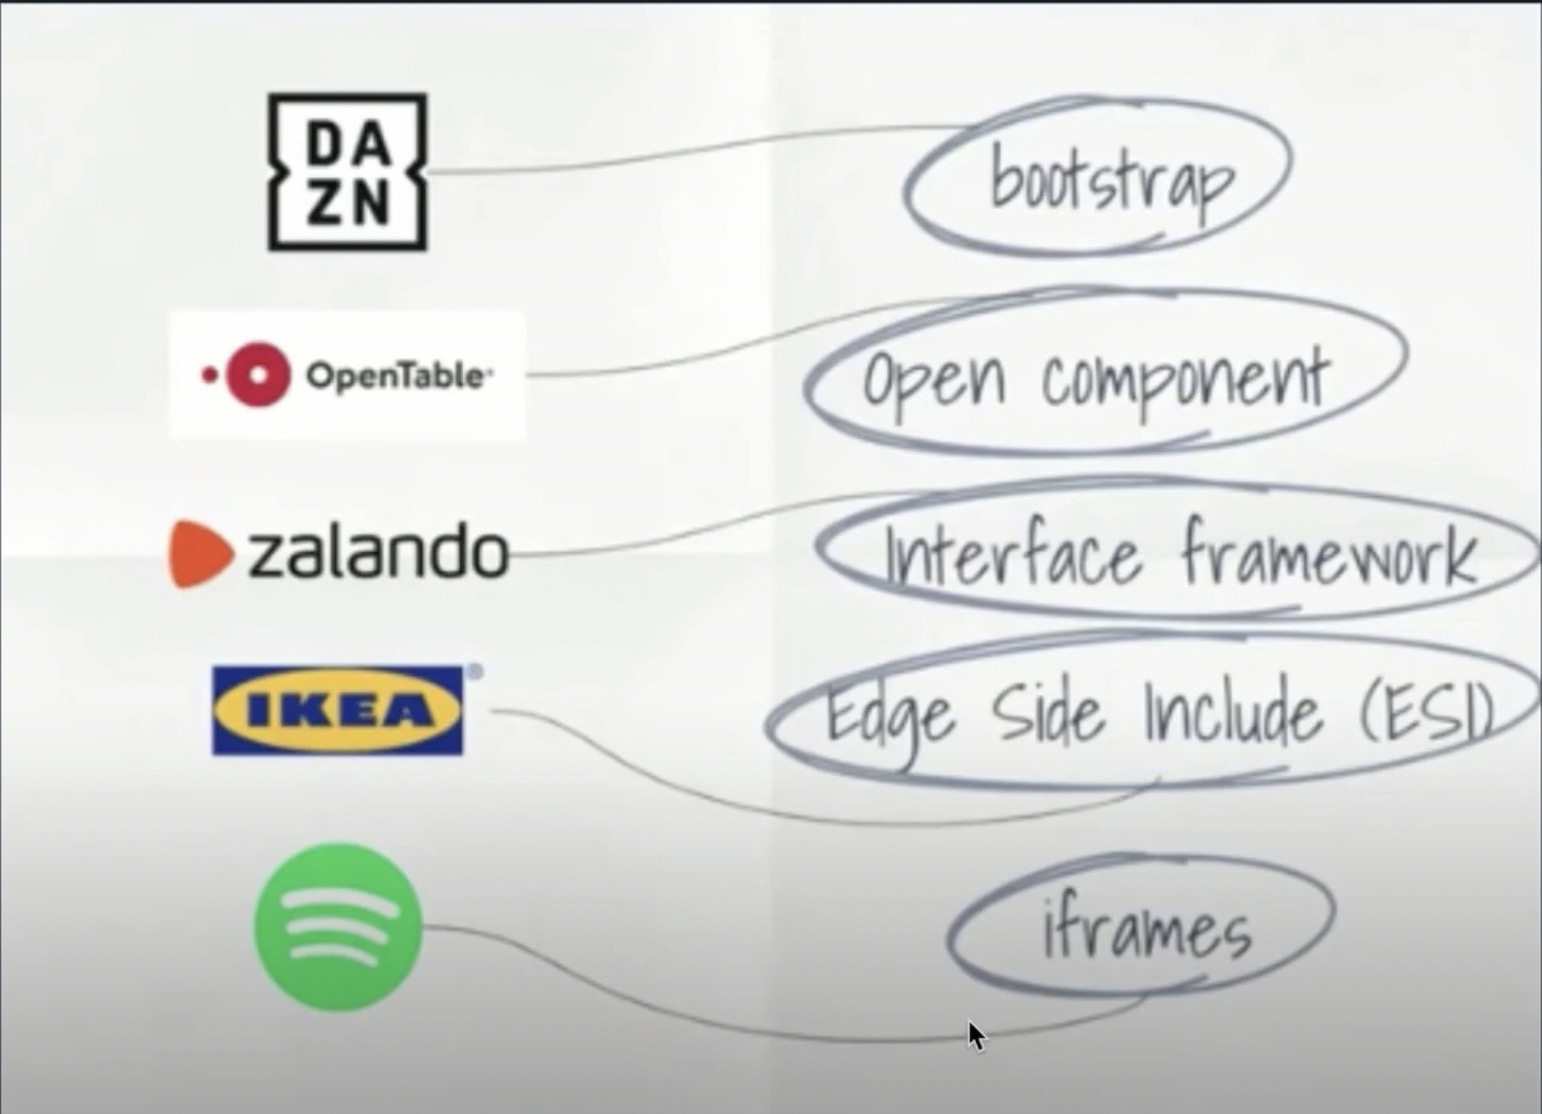 DA
ZN
bootstrap
OpenTable
Open component
zalando
Interface framework
IKEA®
Edge Side Include (ESI)
iframes